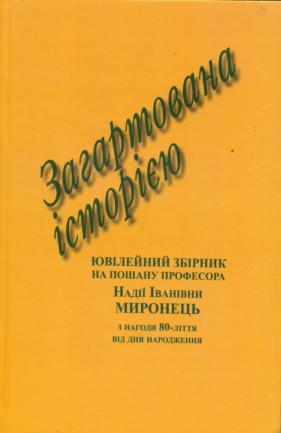 Загартована
історією
ЮВІЛЕЙНИЙ ЗБІРНИК
НА ПОШАНУ ПРОФЕСОРА
НАДІЇ ІВАНІВНИ
МИРОНЕЦЬ
З НАГОДИ 80-ЛІТТЯ
ВІД ДНЯ НАРОДЖЕННЯ